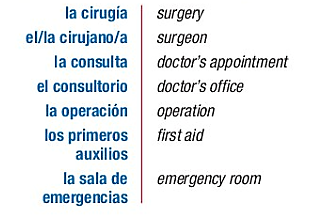 la cirugía surgery
el/la cirujano/a surgeon
la consulta doctor's appointment
el consultorio doctor's office
la operación operation
los primeros first aid
auxilios
la sala de emergency room
emergencias